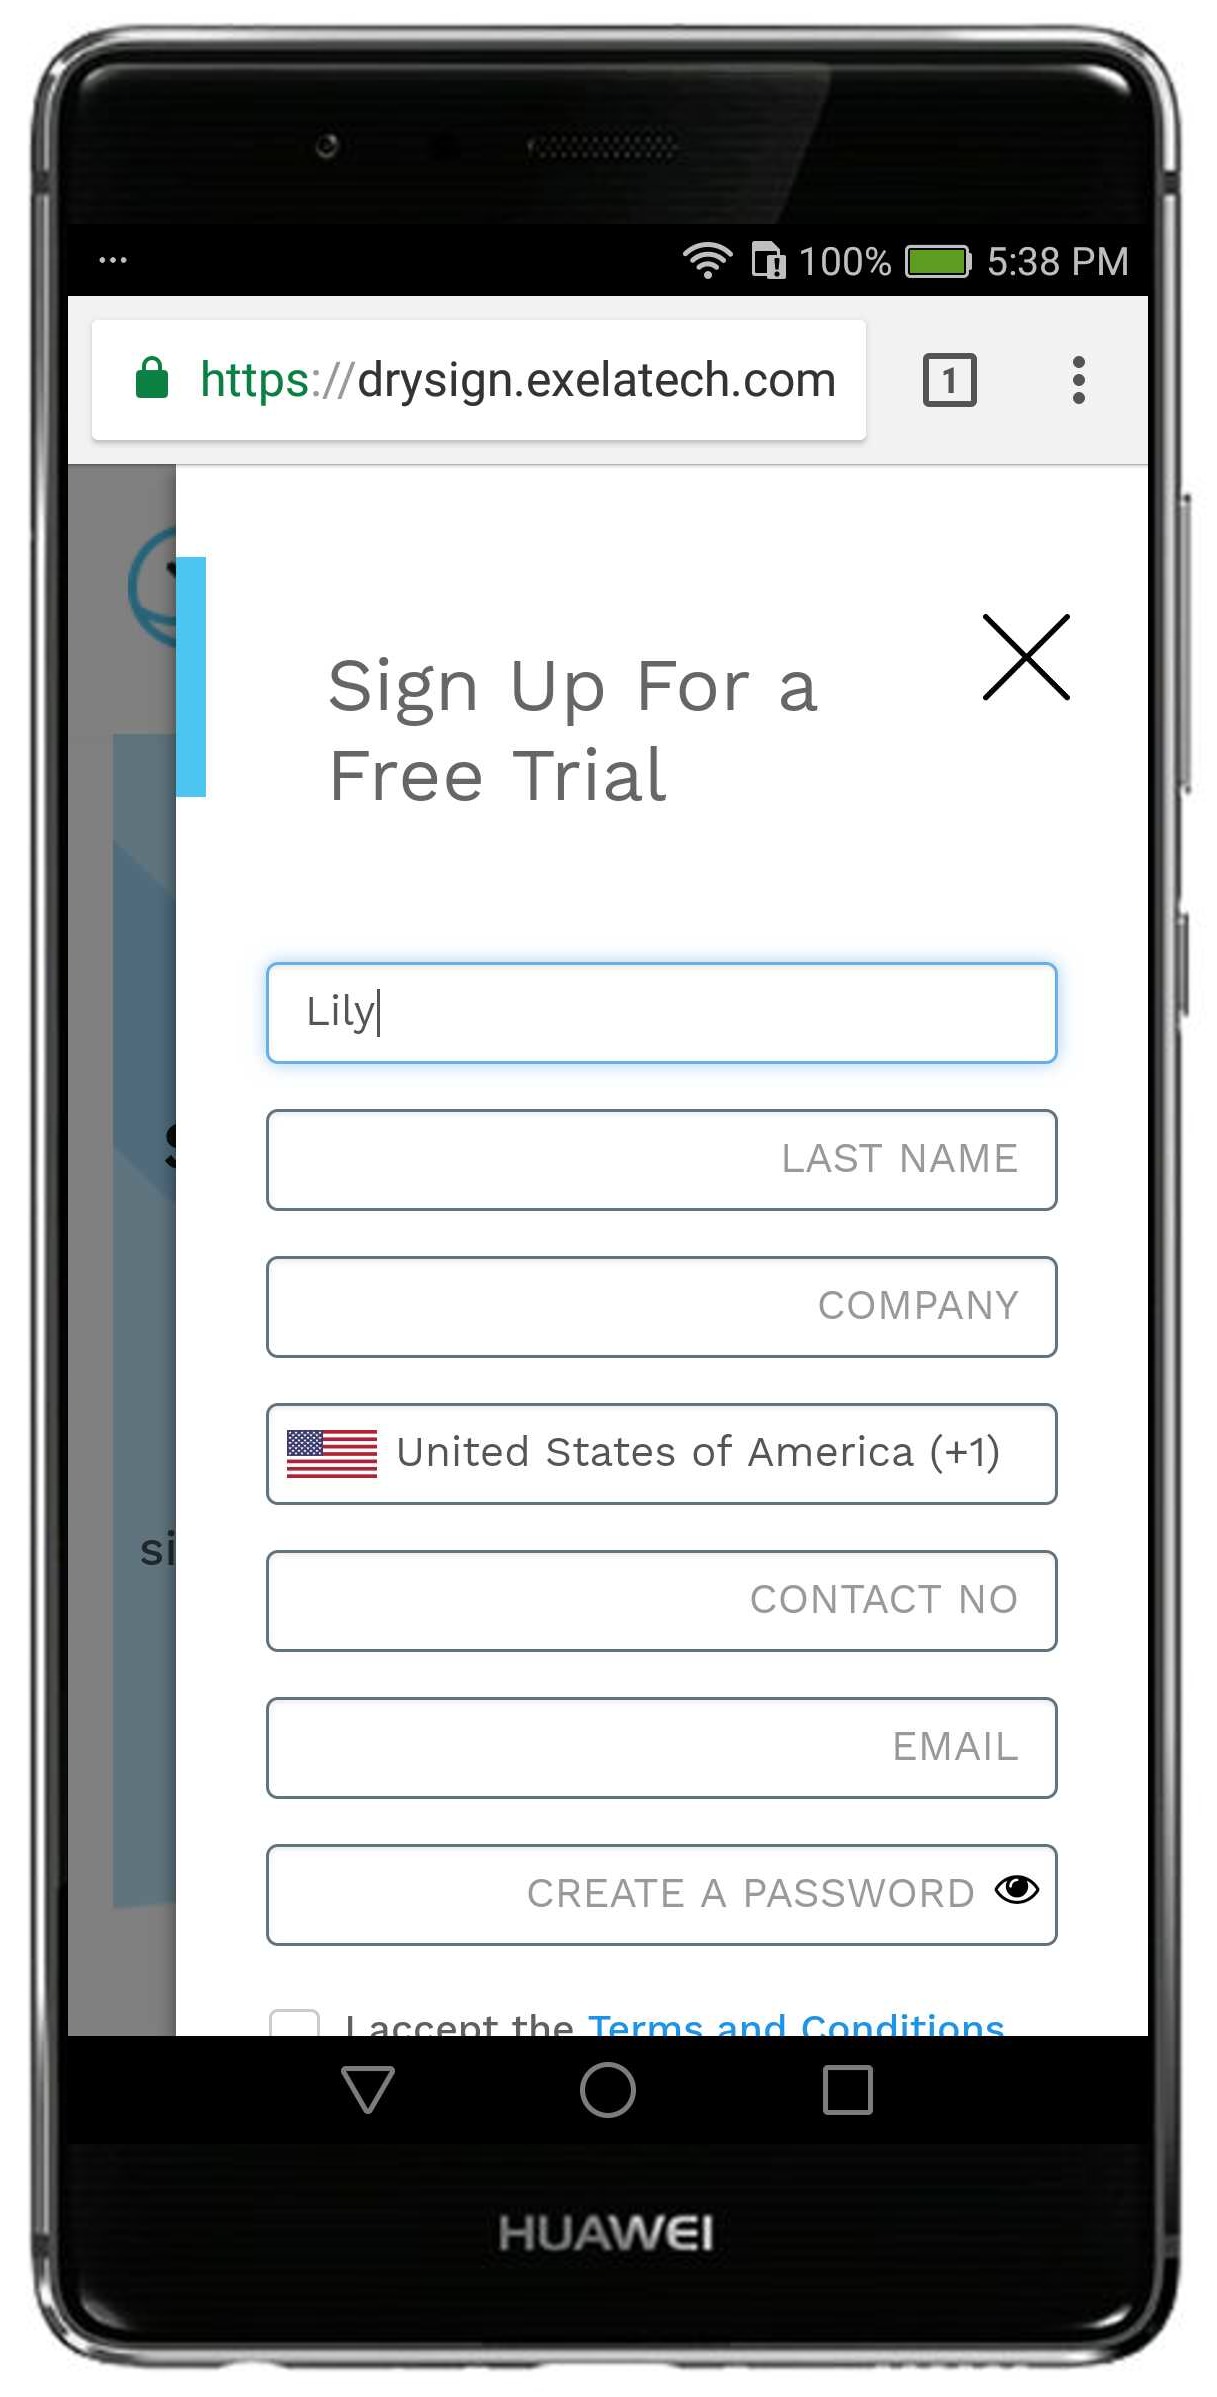 ...
100% 5:38 PM
https://drysign.exelatech.com
1
Sign Up For a
Free Trial
Lily
LAST NAME
COMPANY
United States of America (+1)
si
CONTACT NO
EMAIL
CREATE A PASSWORD
I accept the Terms and Conditions
HUAWEI